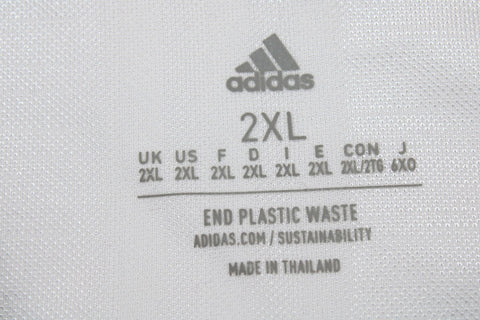 adidas
2XL
UK US F D I E CON J
2XL 2XL 2XL 2XL 2XL 2XL 2XL/2TG 6XO
END PLASTIC WASTE
ADIDAS.COM / SUSTAINABILITY
MADE IN THAILAND